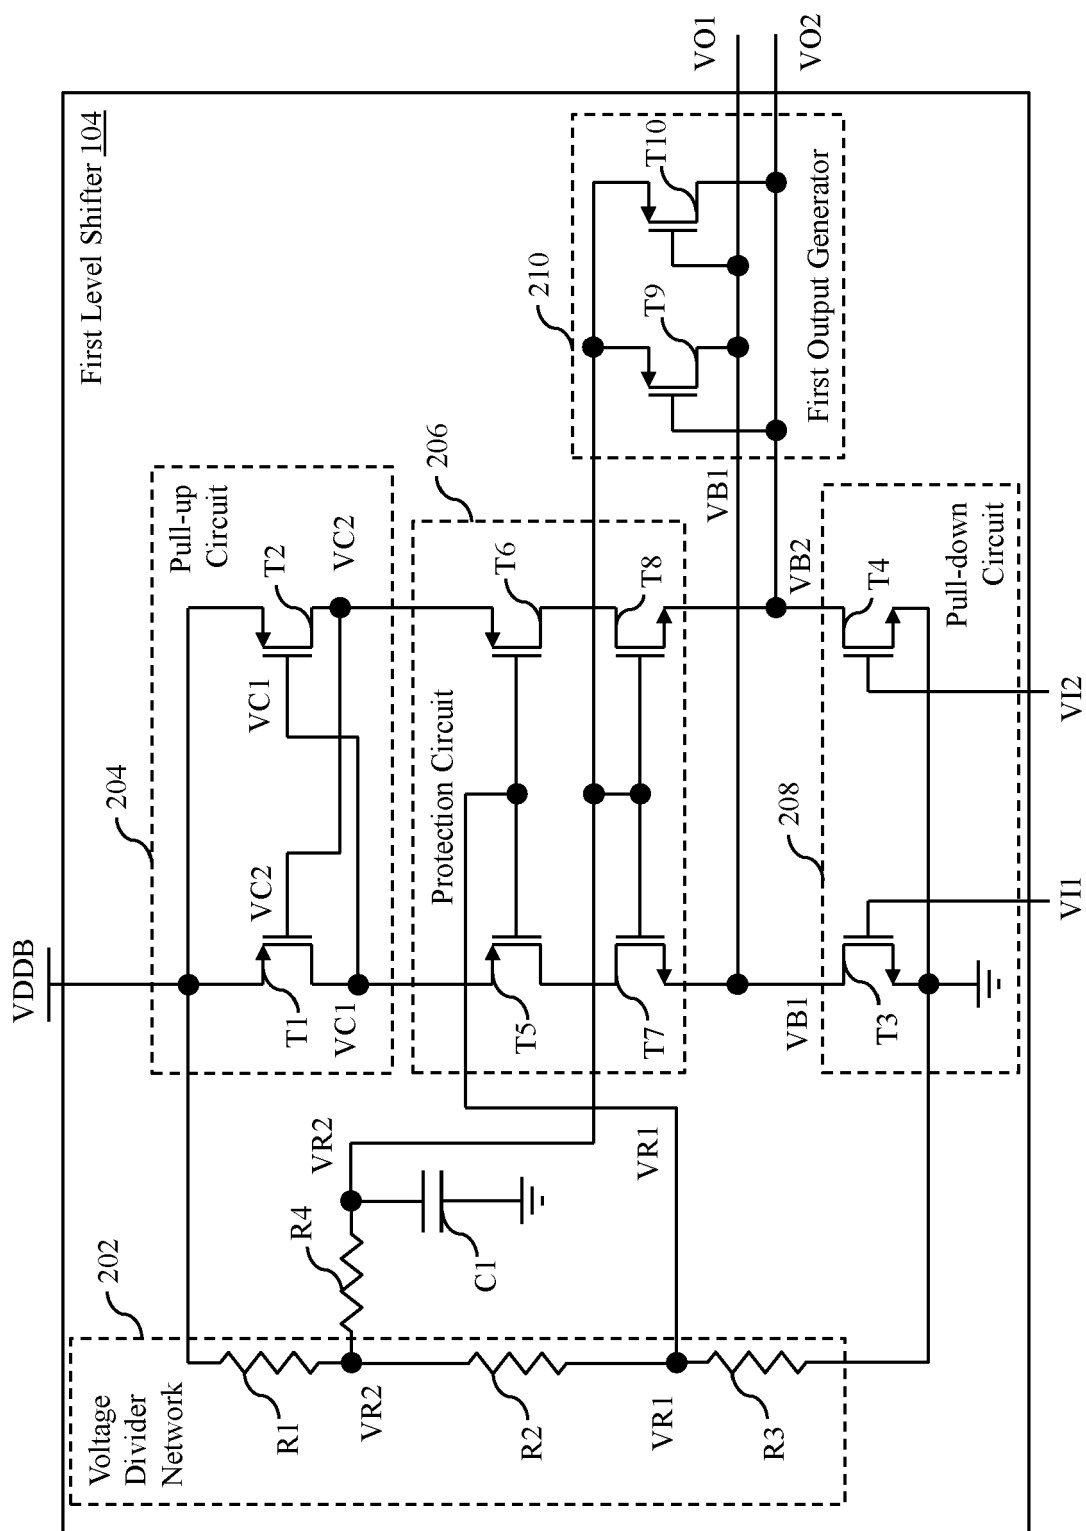 First Level Shifter 104
VDDB
202
Voltage
Divider
Network
R1
VR2
R2
VR1
R3
R4
VR2
C1
VR1
204
Pull-up
Circuit
T1
VC2
VC1
T2
VC1
VC2
206
Protection Circuit
T5
T6
T7
T8
VB1
VB1
VB2
208
T3
T4
Pull-down
Circuit
VI1
VI2
210
T9
T10
First Output Generator
VO1
VO2